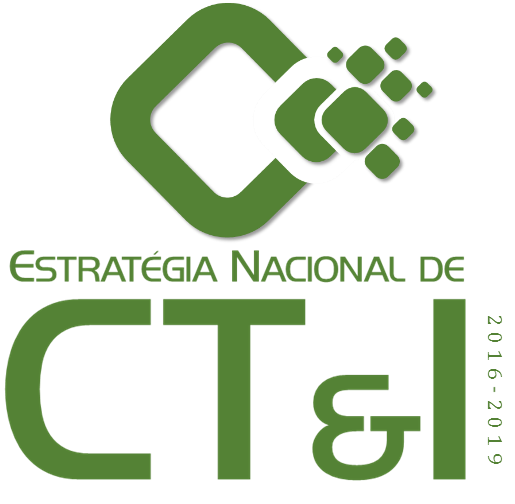 ESTRATÉGIA NACIONAL DE
CT&I
2016-2019